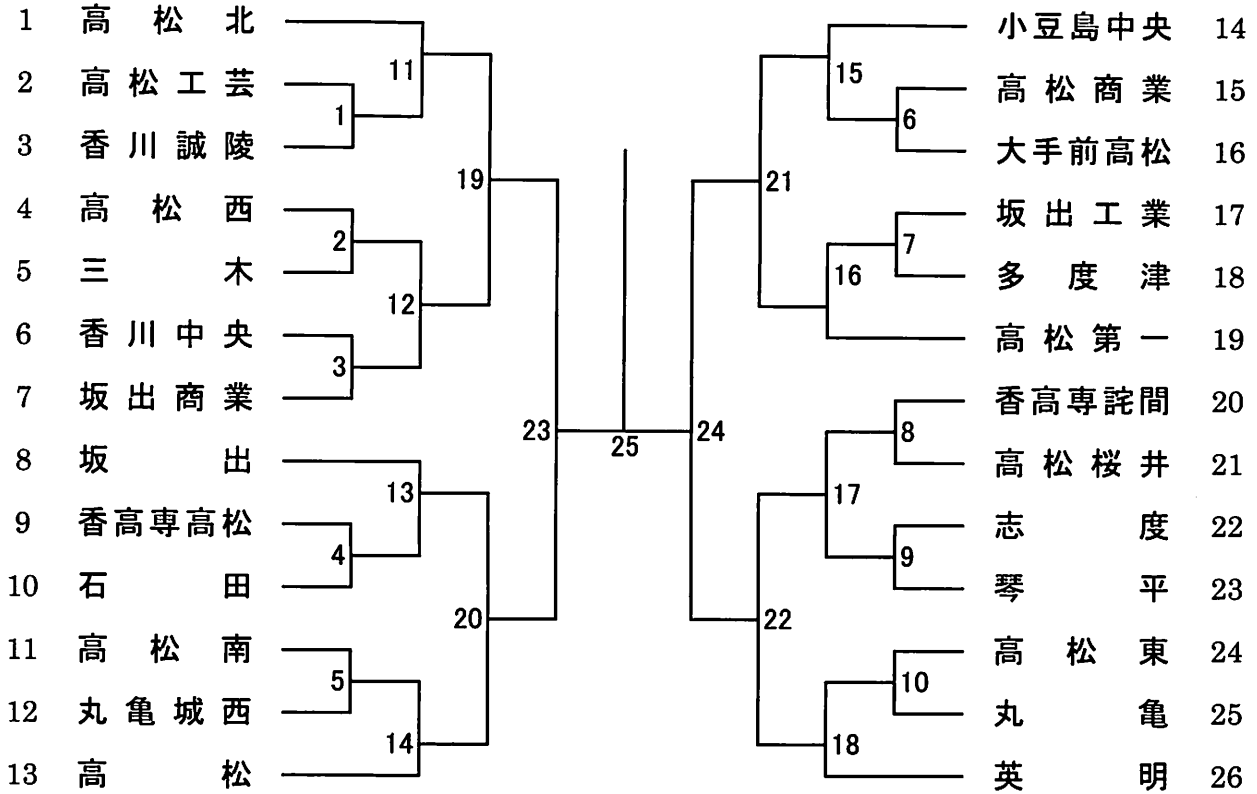 1 高松北
2 高松工芸
3 香川誠陵
4 高松西
5 三木
6 香川中央
7 坂出商業
8 坂出
9 香高専高松
10 石田
11 高松南
12 丸亀城西
13 高松
11
1
19
2
12
3
23
13
4
20
5
14
25
小豆島中央 14
高松商業 15
大手前高松 16
坂出工業 17
多度津 18
高松第一 19
香高専詫間 20
高松桜井 21
志度 22
琴平 23
高松東 24
丸亀 25
英明 26
15
6
21
7
16
24
8
17
9
22
10
18